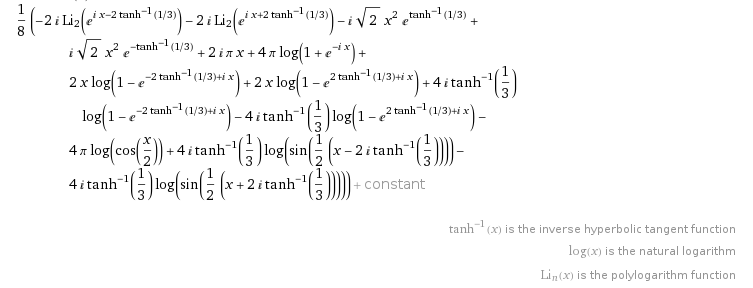 1/8 (-2 i Li₂(e^(i x-2 tanh⁻¹(1/3))) - 2 i Li₂(e^(i x+2 tanh⁻¹(1/3))) - i √2 x² e^(tanh⁻¹(1/3)) +
i √2 x² e^(-tanh⁻¹(1/3)) + 2 i π x + 4 π log(1 + e^(-i x)) +
2 x log(1 - e^(-2 tanh⁻¹(1/3)+i x)) + 2 x log(1 - e^(2 tanh⁻¹(1/3)+i x)) + 4 i tanh⁻¹(1/3)
log(1 - e^(-2 tanh⁻¹(1/3)+i x)) - 4 i tanh⁻¹(1/3) log(1 - e^(2 tanh⁻¹(1/3)+i x)) -
4 π log(cos(x/2)) + 4 i tanh⁻¹(1/3) log(sin(1/2 (x - 2 i tanh⁻¹(1/3)))) -
4 i tanh⁻¹(1/3) log(sin(1/2 (x + 2 i tanh⁻¹(1/3))))) + constant
tanh⁻¹(x) is the inverse hyperbolic tangent function
log(x) is the natural logarithm
Liₙ(x) is the polylogarithm function